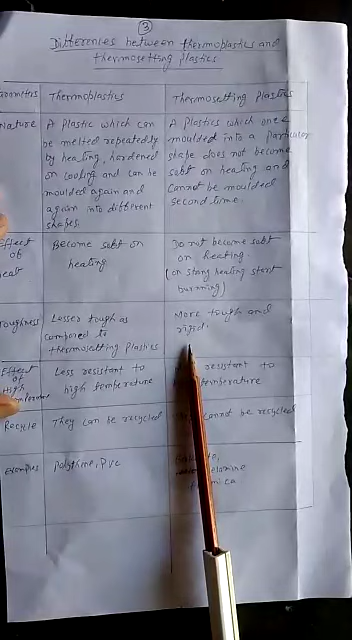 3
Differences between thermoplastics and
thermosetting plastics
Thermoplastics
Thermosetting Plastics
Nature
A Plastic which can
be melted repeatedly
by heating, hardened
on cooling and can be
moulded again and
again into different
shapes.
A Plastics which once
moulded into a particular
shape does not become
soft on heating and
cannot be moulded
second time.
Effect
of
heat
Become soft on
heating
Do not become soft
on heating.
(on strong heating start
burning)
Toughness
Lesser tough as
compared to
thermosetting plastics
More tough and
rigid.
Effect
of
High
Less resistant to
high temperature
resistant to
temperature
Recycle
They can be recycled
cannot be recycled
Examples
Polythine, PVC